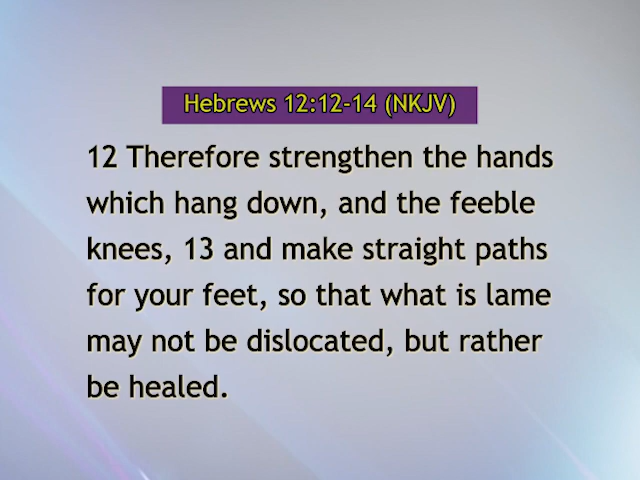 Hebrews 12:12-14 (NKJV)
12 Therefore strengthen the hands
which hang down, and the feeble
knees, 13 and make straight paths
for your feet, so that what is lame
may not be dislocated, but rather
be healed.